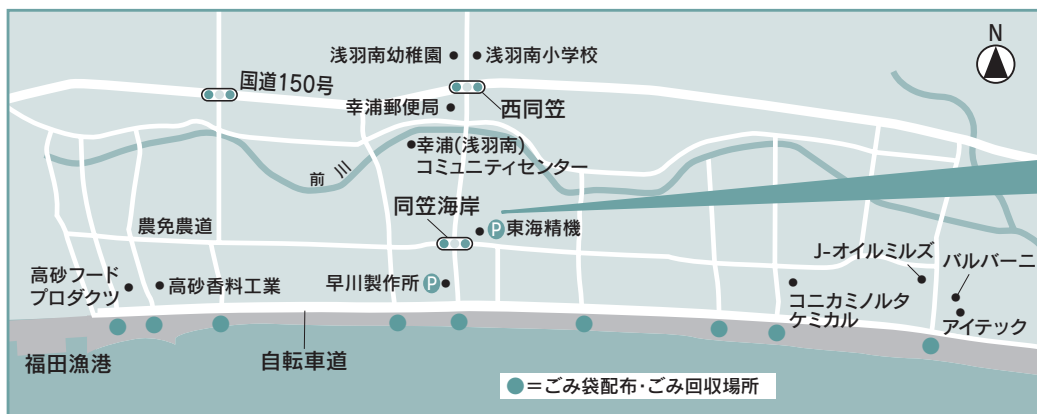 浅羽南幼稚園
浅羽南小学校
N
国道150号
幸浦郵便局
西同笠
幸浦(浅羽南)
コミュニティセンター
前川
同笠海岸
農免農道
P
東海精機
J-オイルミルズ
バルバーニ
高砂フード
プロダクツ
高砂香料工業
早川製作所
P
コニカミノルタ
ケミカル
アイテック
福田漁港
自転車道
●=ごみ袋配布・ごみ回収場所